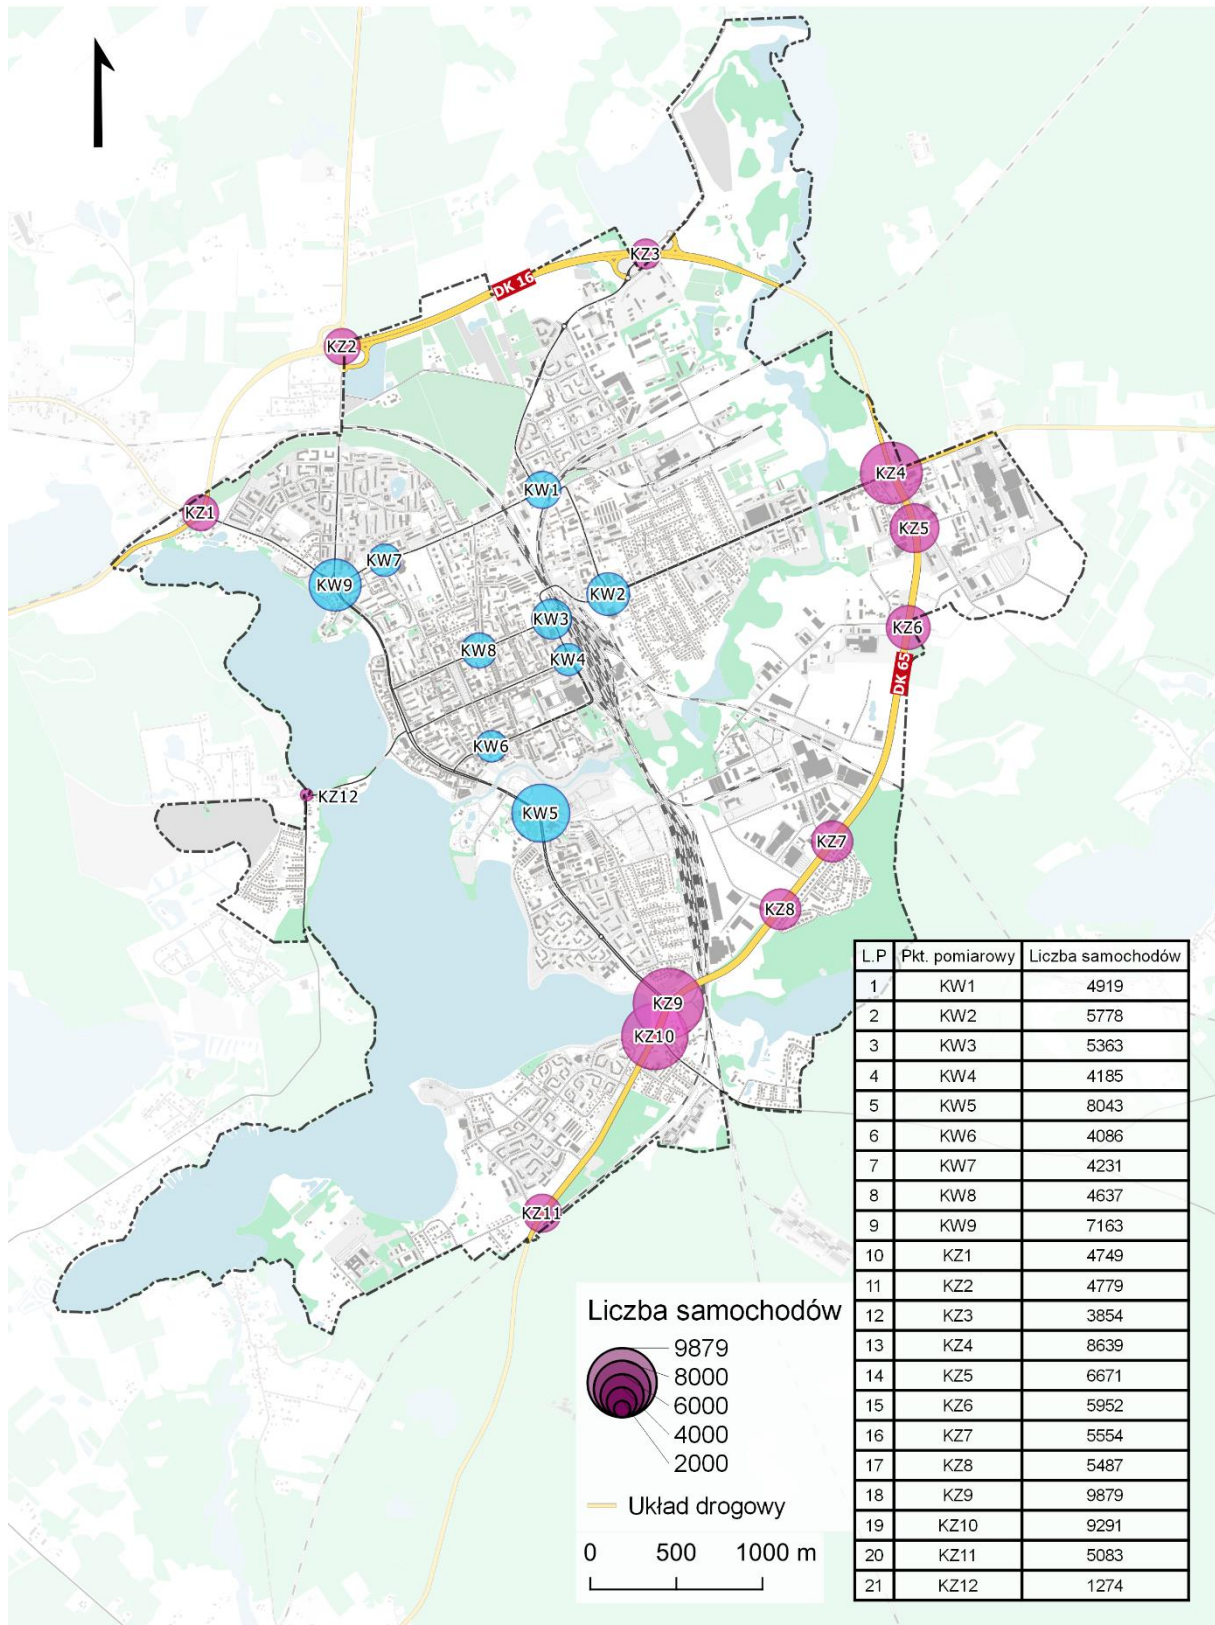 KZ3
DK 16
KZ2
KZ4
KW1
KZ1
KZ5
KW7
KW9
KW2
KW3
KZ6
KW8
KW4
DK 65
KW6
KZ12
KW5
KZ7
KZ8
KZ9
KZ10
KZ11
L.P Pkt. pomiarowy Liczba samochodów
1 KW1 4919
2 KW2 5778
3 KW3 5363
4 KW4 4185
5 KW5 8043
6 KW6 4086
7 KW7 4231
8 KW8 4637
9 KW9 7163
10 KZ1 4749
11 KZ2 4779
12 KZ3 3854
13 KZ4 8639
14 KZ5 6671
15 KZ6 5952
16 KZ7 5554
17 KZ8 5487
18 KZ9 9879
19 KZ10 9291
20 KZ11 5083
21 KZ12 1274
Liczba samochodów
9879
8000
6000
4000
2000
Układ drogowy
0 500 1000 m